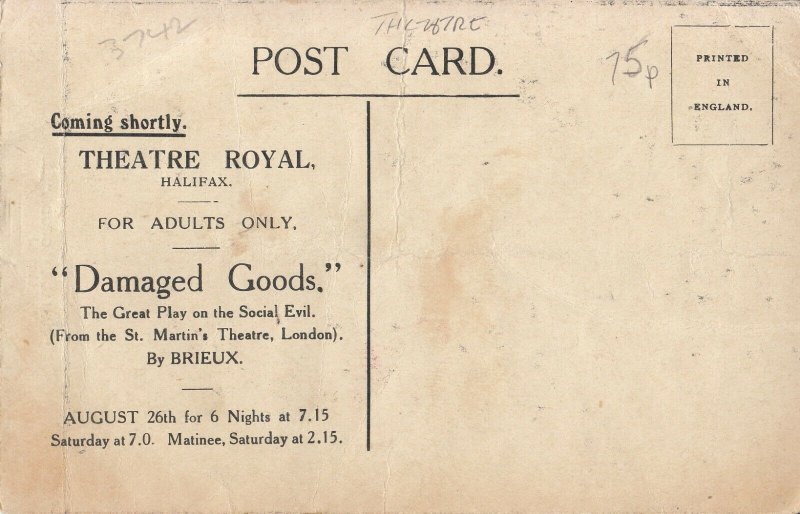 3742
THEATRE
POST CARD.
75p
PRINTED
IN
ENGLAND.
Coming shortly.
THEATRE ROYAL,
HALIFAX.
FOR ADULTS ONLY,
"Damaged Goods."
The Great Play on the Social Evil.
(From the St. Martin's Theatre, London).
By BRIEUX.
AUGUST 26th for 6 Nights at 7.15
Saturday at 7.0. Matinee, Saturday at 2.15.